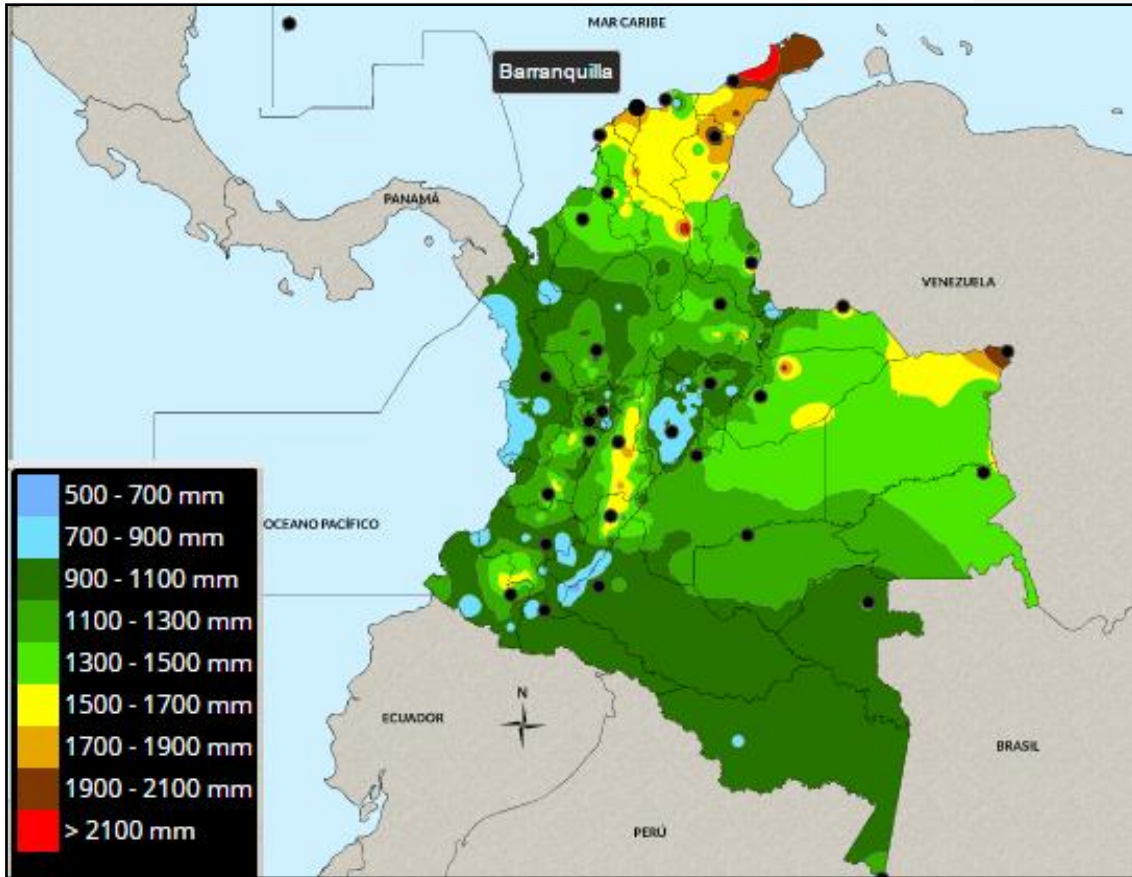 MAR CARIBE
Barranquilla
PANAMÁ
VENEZUELA
500 - 700 mm
700 - 900 mm
900 - 1100 mm
1100 - 1300 mm
1300 - 1500 mm
1500 - 1700 mm
1700 - 1900 mm
1900 - 2100 mm
> 2100 mm
OCEANO PACÍFICO
N
ECUADOR
BRASIL
PERÚ